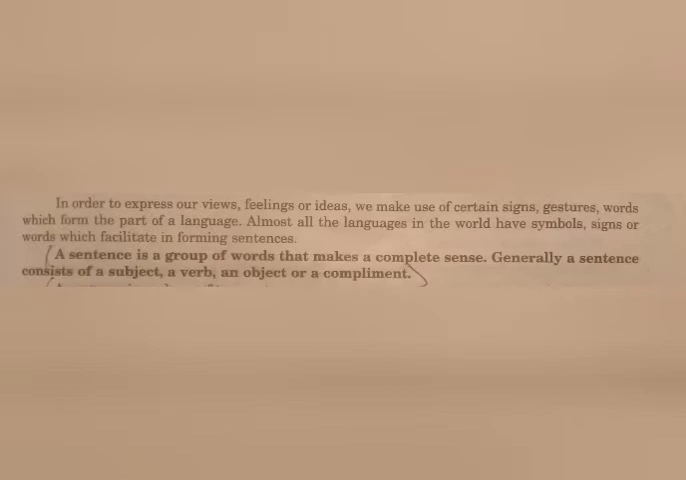 In order to express our views, feelings or ideas, we make use of certain signs, gestures, words
which form the part of a language. Almost all the languages in the world have symbols, signs or
words which facilitate in forming sentences.
A sentence is a group of words that makes a complete sense. Generally a sentence
consists of a subject, a verb, an object or a compliment.